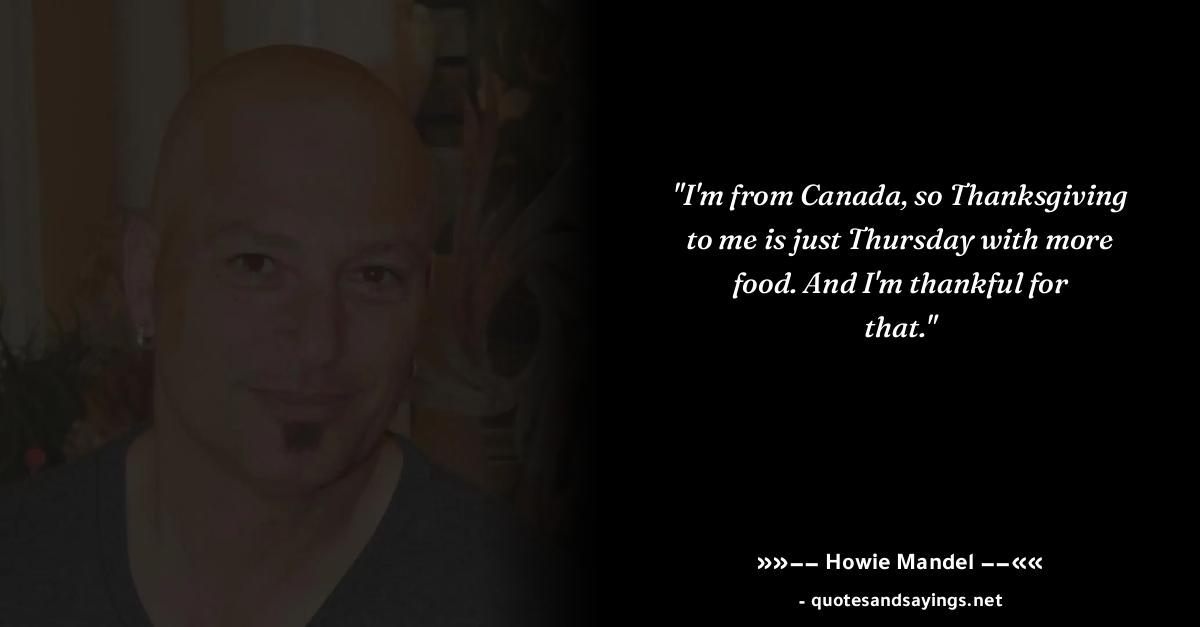 "I'm from Canada, so Thanksgiving
to me is just Thursday with more
food. And I'm thankful for
that."
»»−− Howie Mandel −−««
- quotesandsayings.net